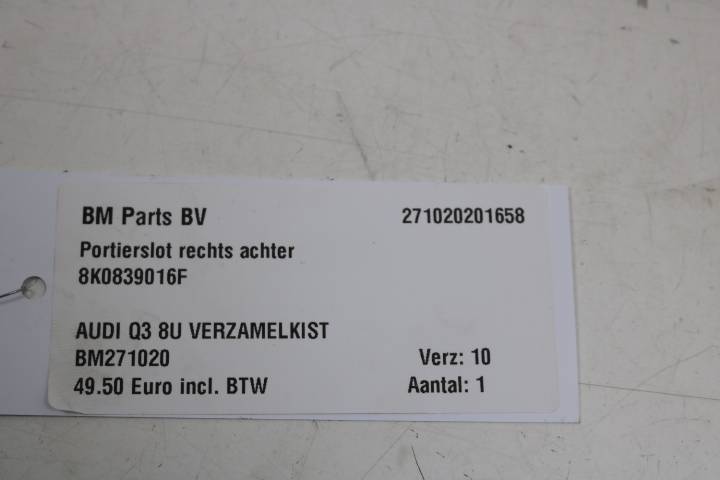 BM Parts BV 271020201658
Portierslot rechts achter
8K0839016F
AUDI Q3 8U VERZAMELKIST
BM271020 Verz: 10
49.50 Euro incl. BTW Aantal: 1